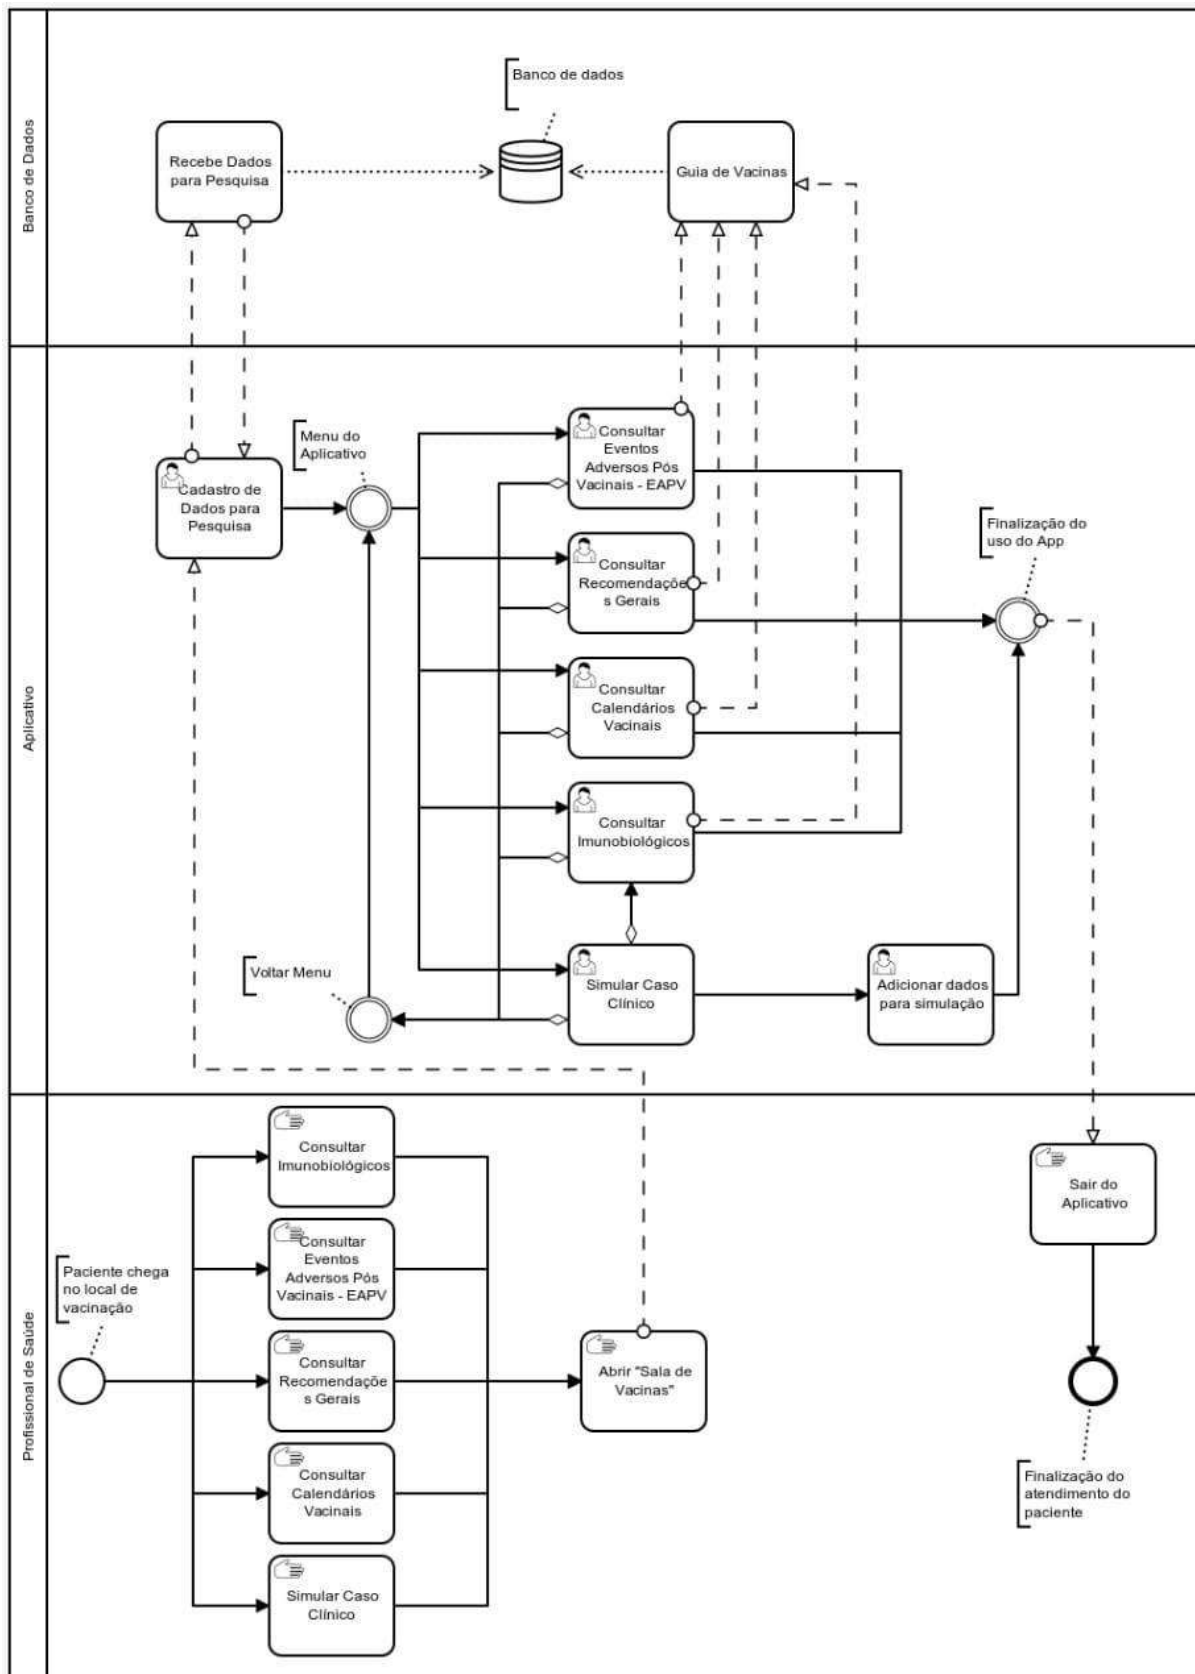 Banco de Dados
Banco de dados
Recebe Dados
para Pesquisa
Guia de Vacinas
Aplicativo
Menu do
Aplicativo
Cadastro de
Dados para
Pesquisa
Consultar
Eventos
Adversos Pós
Vacinais - EAPV
Finalização do
uso do App
Consultar
Recomendaçõe
s Gerais
Consultar
Calendários
Vacinais
Consultar
Imunobiológicos
Voltar Menu
Simular Caso
Clínico
Adicionar dados
para simulação
Profissional de Saúde
Consultar
Imunobiológicos
Sair do
Aplicativo
Paciente chega
no local de
vacinação
Consultar
Eventos
Adversos Pós
Vacinais - EAPV
Consultar
Recomendaçõe
s Gerais
Abrir "Sala de
Vacinas"
Consultar
Calendários
Vacinais
Finalização do
atendimento do
paciente
Simular Caso
Clínico